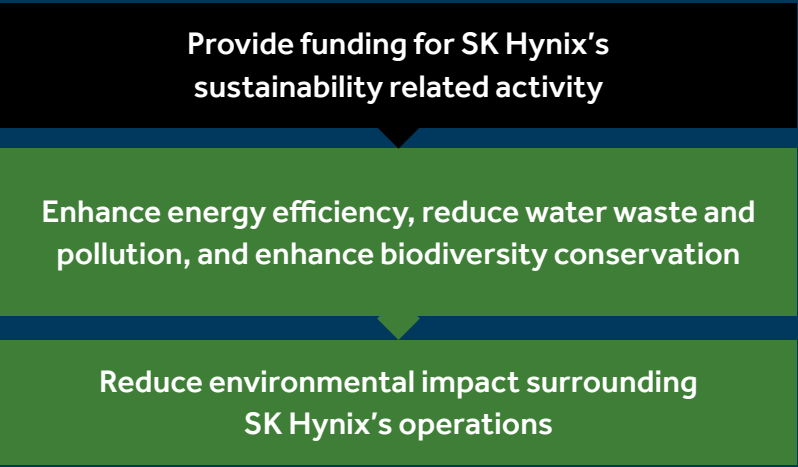 Provide funding for SK Hynix’s
sustainability related activity
Enhance energy efficiency, reduce water waste and
pollution, and enhance biodiversity conservation
Reduce environmental impact surrounding
SK Hynix’s operations